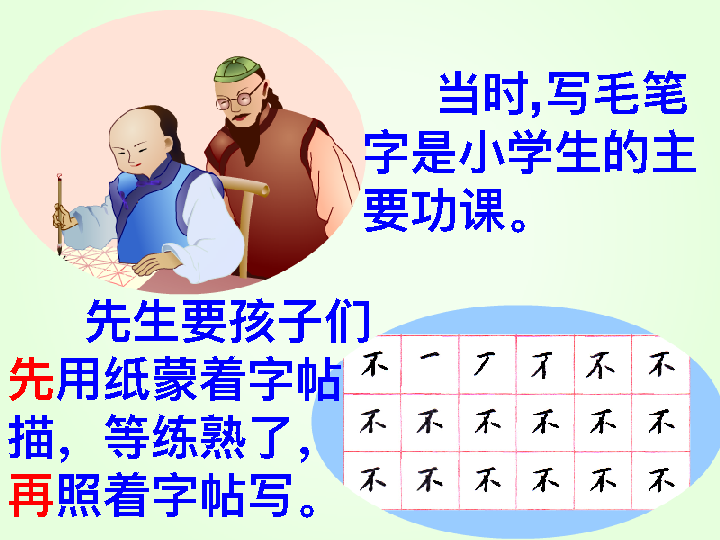 当时,写毛笔
字是小学生的主
要功课。
先生要孩子们
先用纸蒙着字帖
描，等练熟了，
再照着字帖写。
不 一 丆 不 不 不
不 不 不 不 不 不
不 不 不 不 不 不